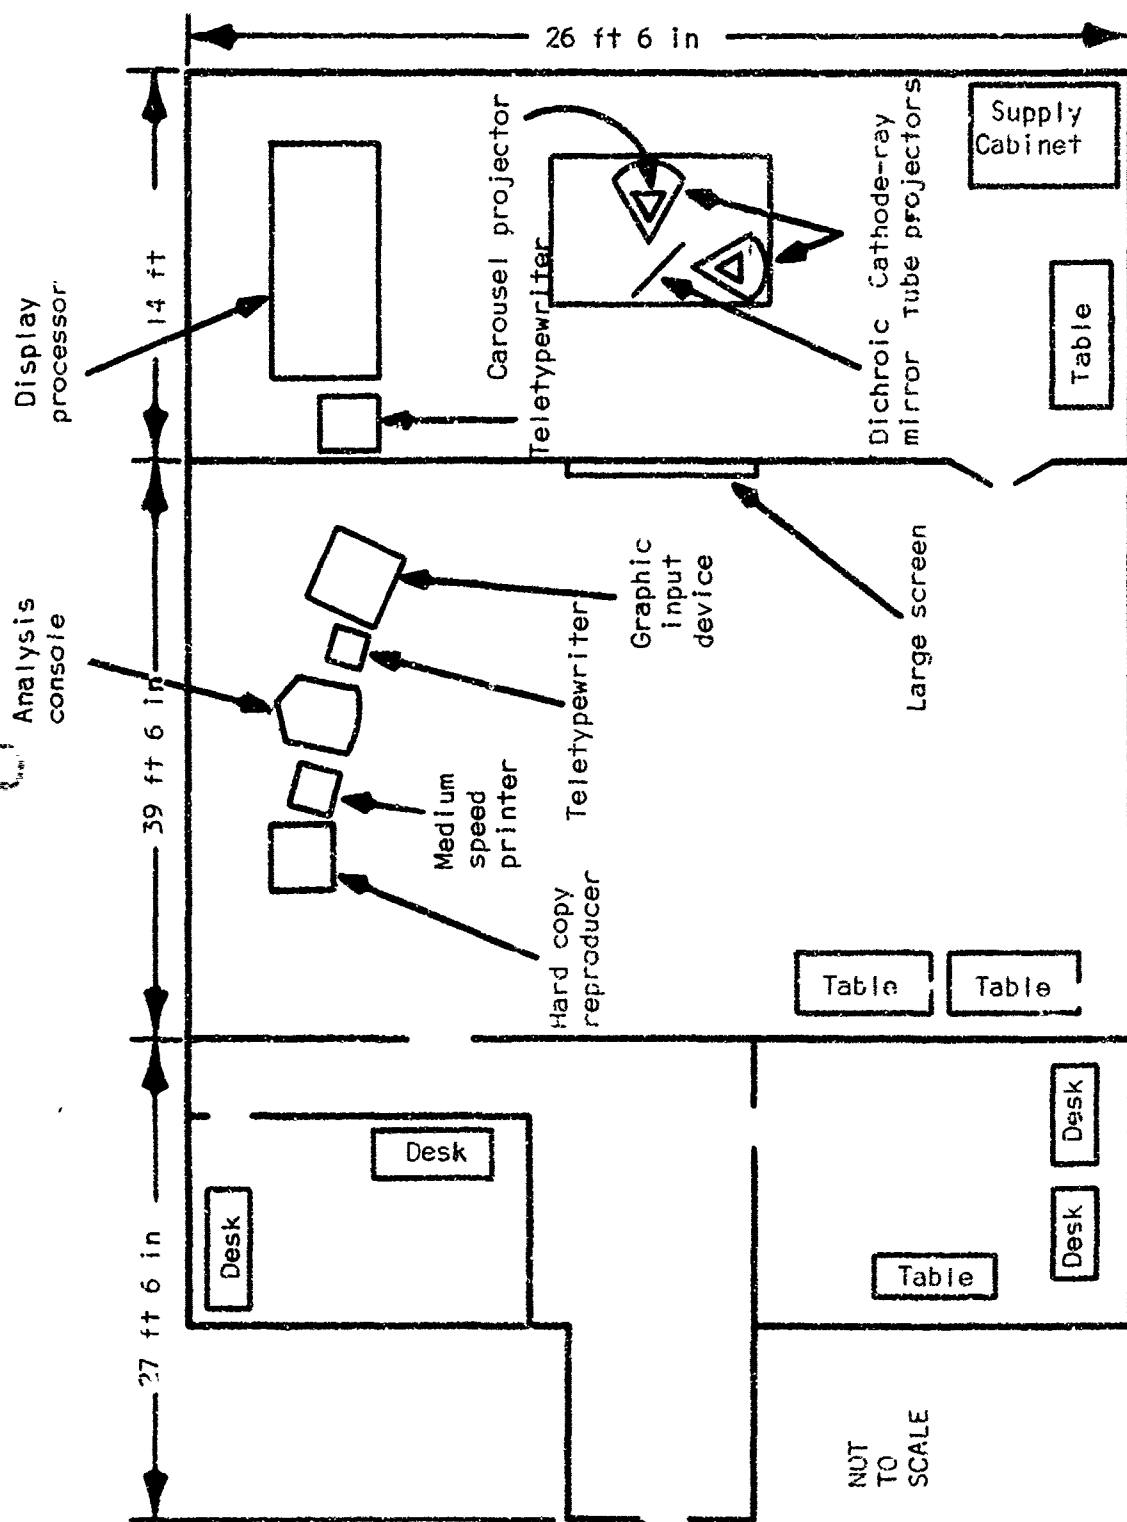 26 ft 6 in
14 ft
39 ft 6 in
27 ft 6 in
Display
processor
Analysis
console
Carousel projector
Teletypewriter
Dichroic
mirror
Cathode-ray
Tube projectors
Supply
Cabinet
Table
Large screen
Graphic
input
device
Teletypewriter
Medium
speed
printer
Hard copy
reproducer
Table
Table
Desk
Desk
Desk
Desk
Table
NOT
TO
SCALE